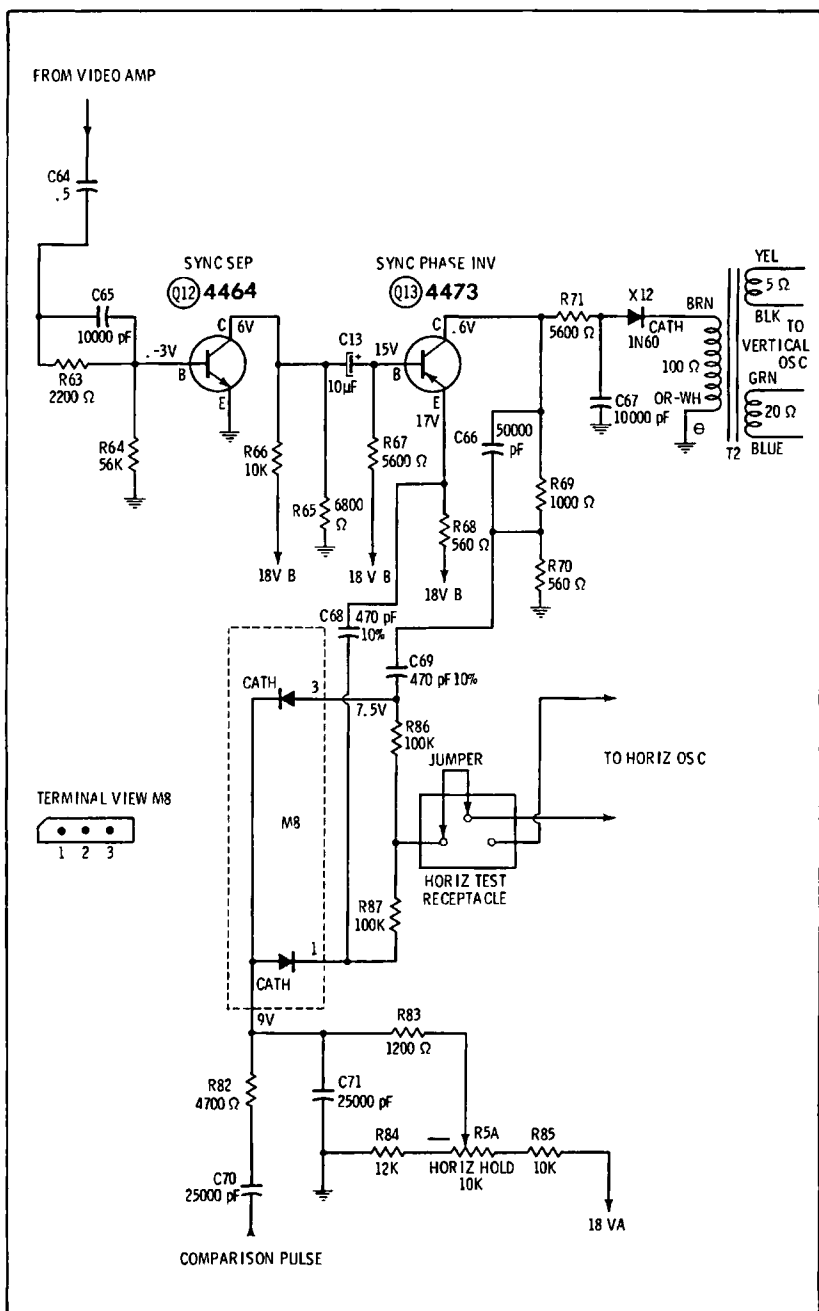 FROM VIDEO AMP
C64
.5
SYNC SEP
Q12 4464
SYNC PHASE INV
Q13 4473
C65
10000 pF
R63
2200 Ω
.-3V
B
C
6V
E
R64
56K
R66
10K
18V B
R65
6800
Ω
C13
+
10μF
15V
B
C
.6V
E
17V
R67
5600 Ω
18 V B
R68
560 Ω
18V B
C66
50000
pF
R71
5600 Ω
X12
CATH
1N60
C67
10000 pF
R69
1000 Ω
R70
560 Ω
BRN
100 Ω
OR-WH
Θ
T2
YEL
5 Ω
BLK
TO
VERTICAL
OSC
GRN
20 Ω
BLUE
C68
470 pF
10%
C69
470 pF 10%
CATH
3
7.5V
R86
100K
JUMPER
TO HORIZ OSC
HORIZ TEST
RECEPTACLE
TERMINAL VIEW M8
1 2 3
M8
R87
100K
1
CATH
9V
R83
1200 Ω
R82
4700 Ω
C71
25000 pF
R84
12K
R5A
HORIZ HOLD
10K
R85
10K
18 VA
C70
25000 pF
COMPARISON PULSE